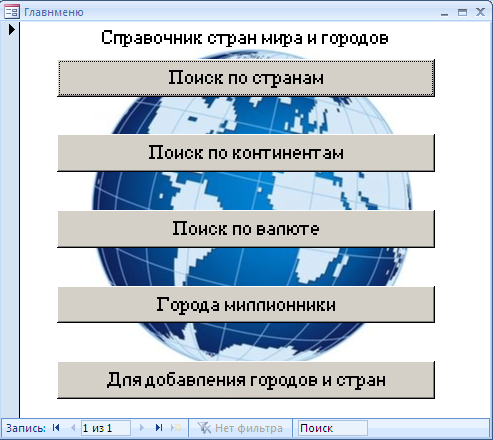 Главнменю
Справочник стран мира и городов
Поиск по странам
Поиск по континентам
Поиск по валюте
Города миллионники
Для добавления городов и стран
Запись: 1 из 1 Нет фильтра Поиск